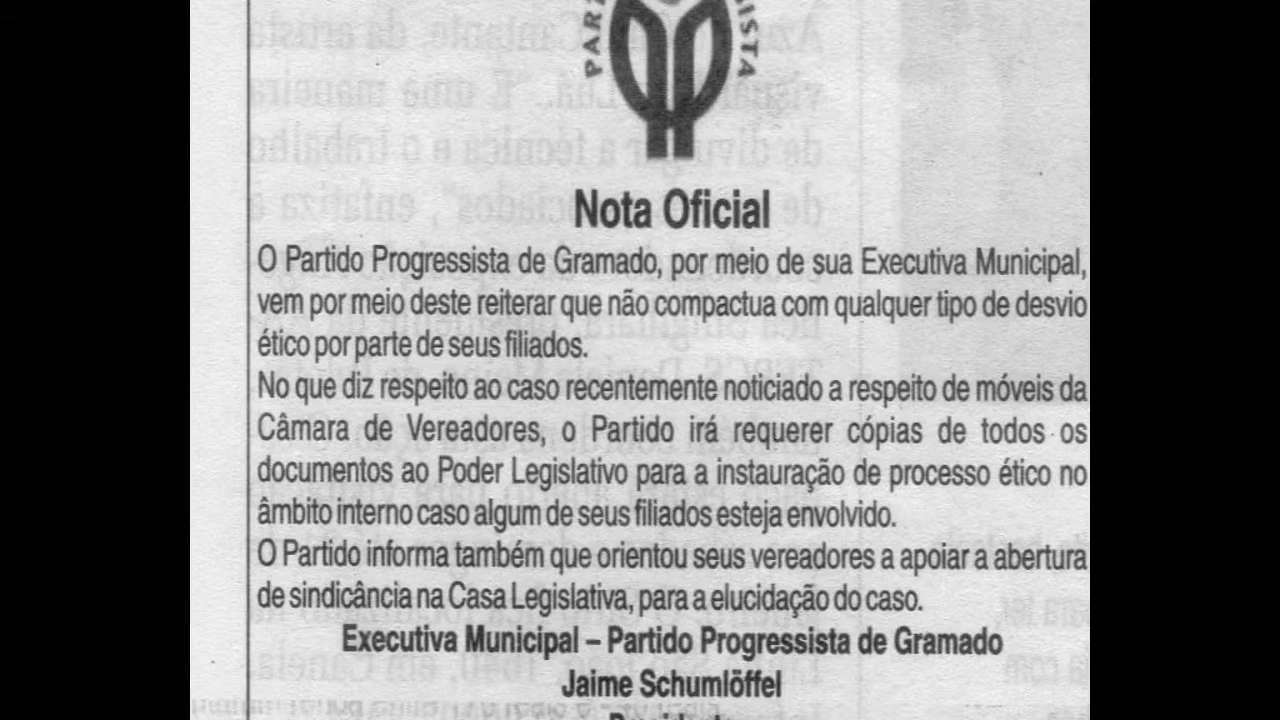 Nota Oficial
O Partido Progressista de Gramado, por meio de sua Executiva Municipal,
vem por meio deste reiterar que não compactua com qualquer tipo de desvio
ético por parte de seus filiados.
No que diz respeito ao caso recentemente noticiado a respeito de móveis da
Câmara de Vereadores, o Partido irá requerer cópias de todos os
documentos ao Poder Legislativo para a instauração de processo ético no
âmbito interno caso algum de seus filiados esteja envolvido.
O Partido informa também que orientou seus vereadores a apoiar a abertura
de sindicância na Casa Legislativa, para a elucidação do caso.
Executiva Municipal – Partido Progressista de Gramado
Jaime Schumlöffel